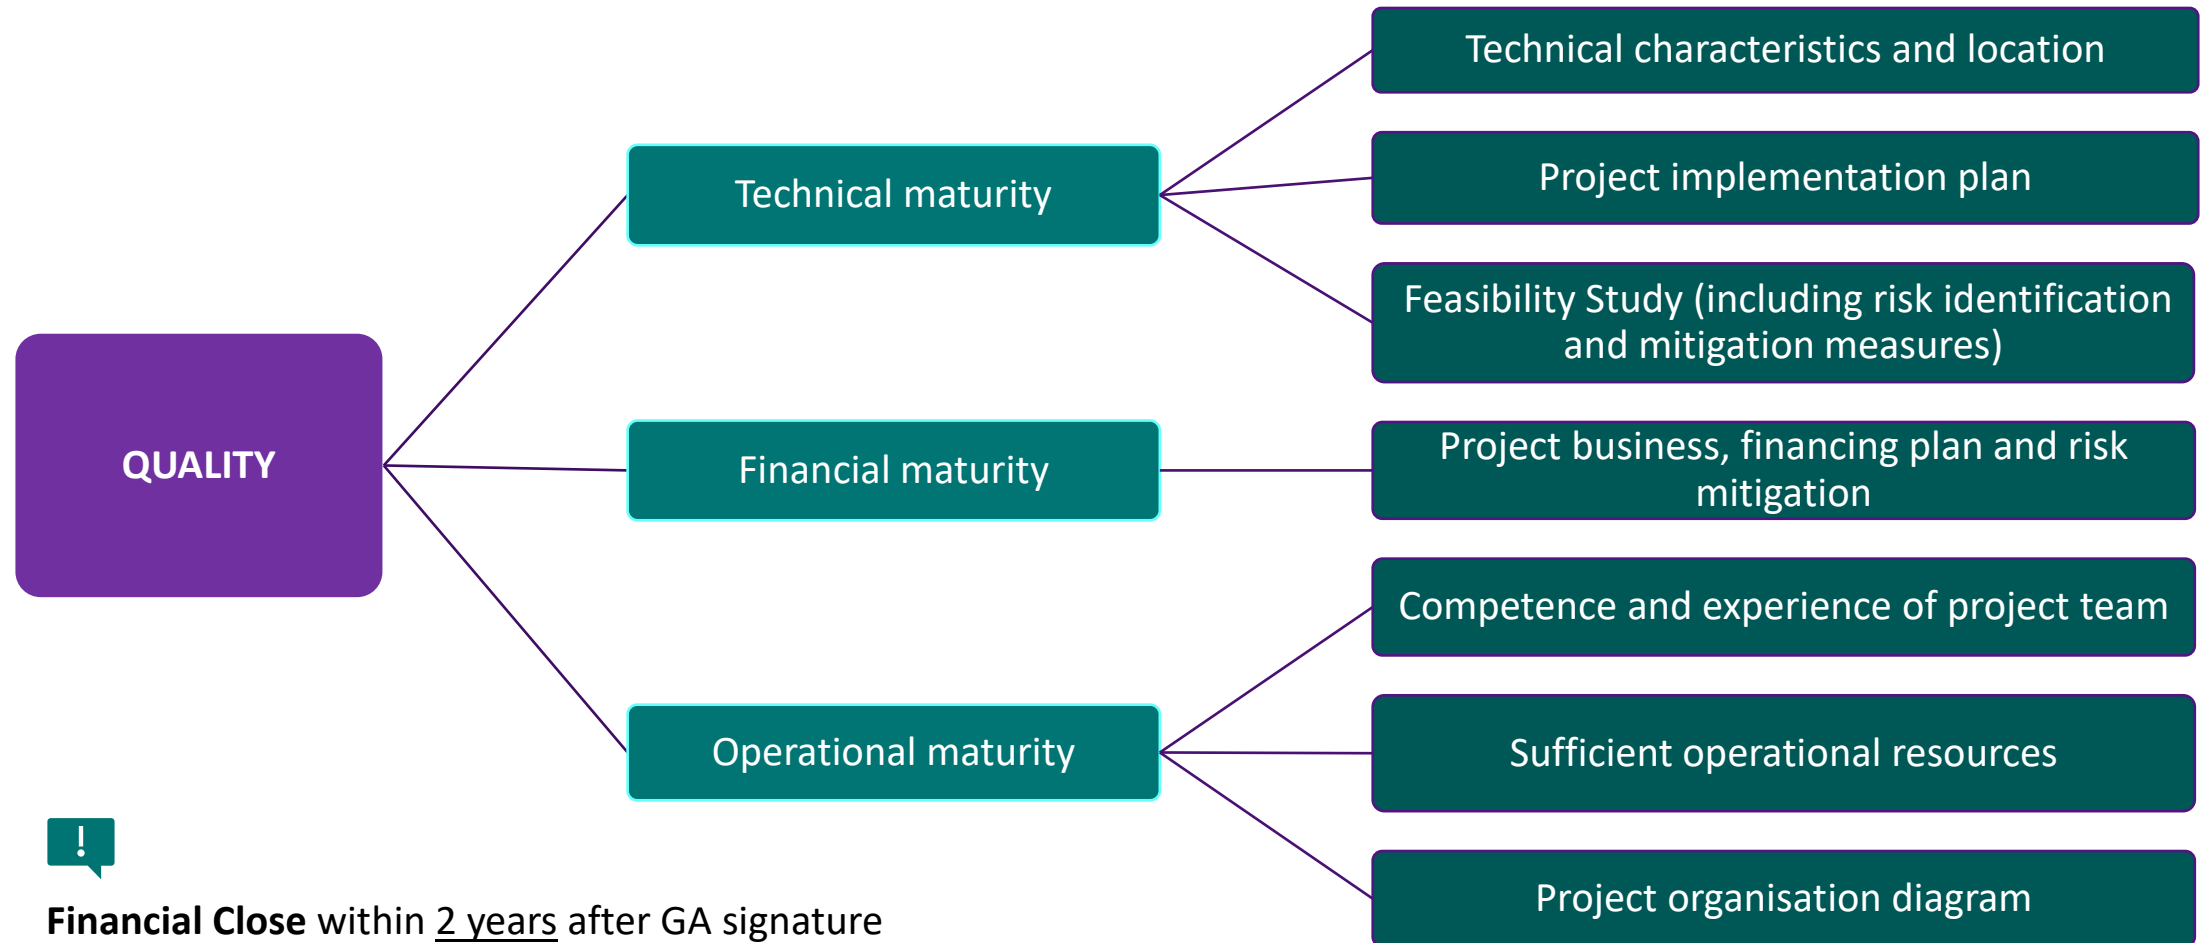 QUALITY
Technical maturity
Technical characteristics and location
Project implementation plan
Feasibility Study (including risk identification
and mitigation measures)
Financial maturity
Project business, financing plan and risk
mitigation
Operational maturity
Competence and experience of project team
Sufficient operational resources
Project organisation diagram
!
Financial Close within 2 years after GA signature